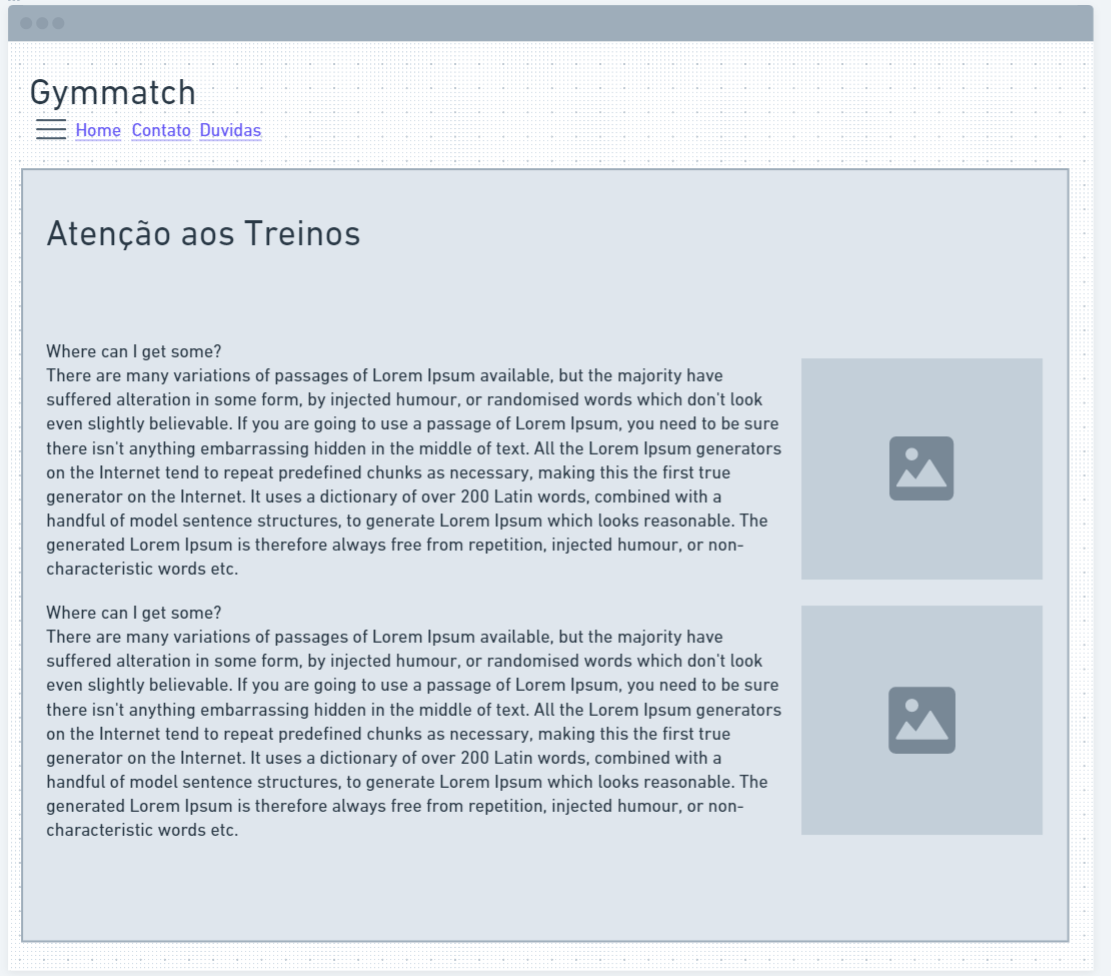 Gymmatch
Home Contato Duvidas
Atenção aos Treinos
Where can I get some?
There are many variations of passages of Lorem Ipsum available, but the majority have
suffered alteration in some form, by injected humour, or randomised words which don't look
even slightly believable. If you are going to use a passage of Lorem Ipsum, you need to be sure
there isn't anything embarrassing hidden in the middle of text. All the Lorem Ipsum generators
on the Internet tend to repeat predefined chunks as necessary, making this the first true
generator on the Internet. It uses a dictionary of over 200 Latin words, combined with a
handful of model sentence structures, to generate Lorem Ipsum which looks reasonable. The
generated Lorem Ipsum is therefore always free from repetition, injected humour, or non-
characteristic words etc.
Where can I get some?
There are many variations of passages of Lorem Ipsum available, but the majority have
suffered alteration in some form, by injected humour, or randomised words which don't look
even slightly believable. If you are going to use a passage of Lorem Ipsum, you need to be sure
there isn't anything embarrassing hidden in the middle of text. All the Lorem Ipsum generators
on the Internet tend to repeat predefined chunks as necessary, making this the first true
generator on the Internet. It uses a dictionary of over 200 Latin words, combined with a
handful of model sentence structures, to generate Lorem Ipsum which looks reasonable. The
generated Lorem Ipsum is therefore always free from repetition, injected humour, or non-
characteristic words etc.